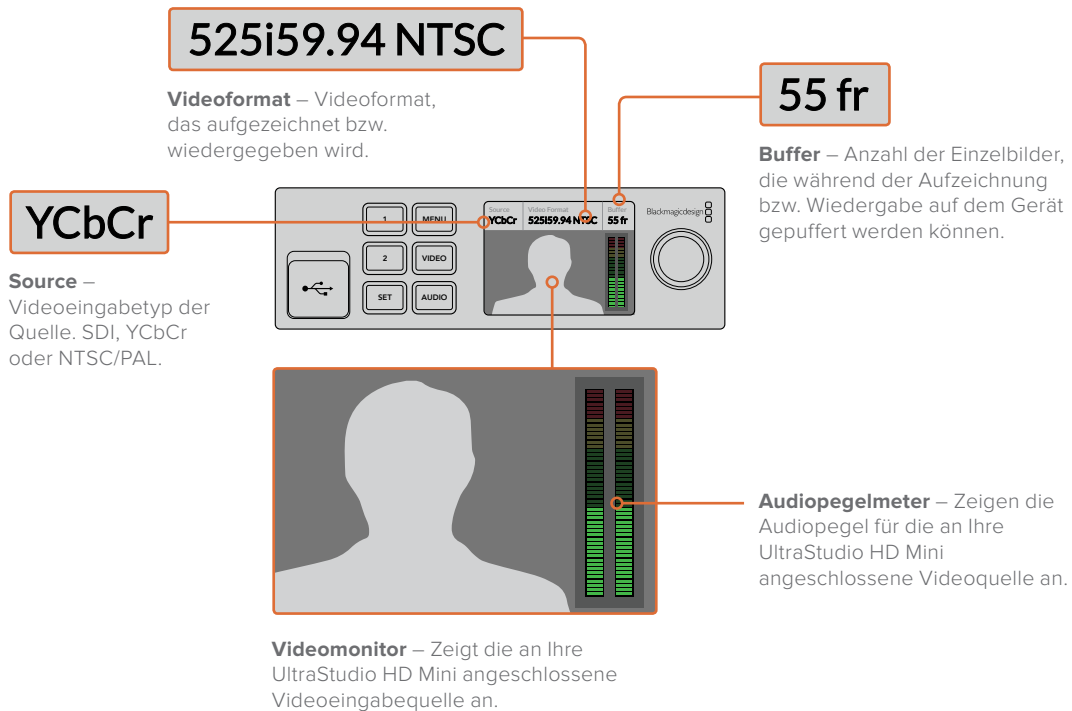 525i59.94 NTSC
Videoformat – Videoformat,
das aufgezeichnet bzw.
wiedergegeben wird.
55 fr
Buffer – Anzahl der Einzelbilder,
die während der Aufzeichnung
bzw. Wiedergabe auf dem Gerät
gepuffert werden können.
YCbCr
Source –
Videoeingabetyp der
Quelle. SDI, YCbCr
oder NTSC/PAL.
1 MENU
2 VIDEO
SET AUDIO
Source Video Format Buffer
YCbCr 525i59.94 NTSC 55 fr
Blackmagicdesign
Audiopegelmeter – Zeigen die
Audiopegel für die an Ihre
UltraStudio HD Mini
angeschlossene Videoquelle an.
Videomonitor – Zeigt die an Ihre
UltraStudio HD Mini angeschlossene
Videoeingabequelle an.